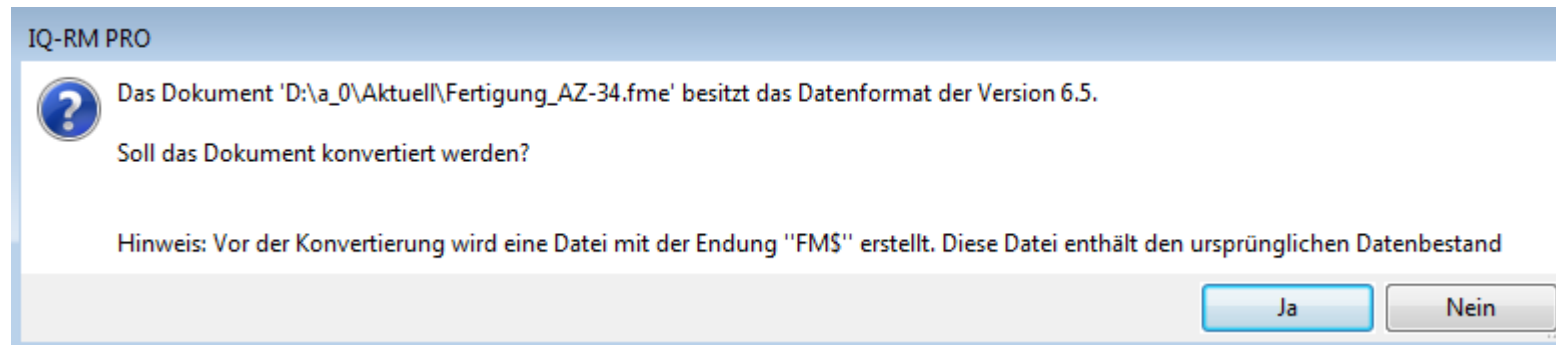 IQ-RM PRO
Das Dokument 'D:\a_0\Aktuell\Fertigung_AZ-34.fme' besitzt das Datenformat der Version 6.5.
Soll das Dokument konvertiert werden?
Hinweis: Vor der Konvertierung wird eine Datei mit der Endung ''FM$'' erstellt. Diese Datei enthält den ursprünglichen Datenbestand
Ja Nein